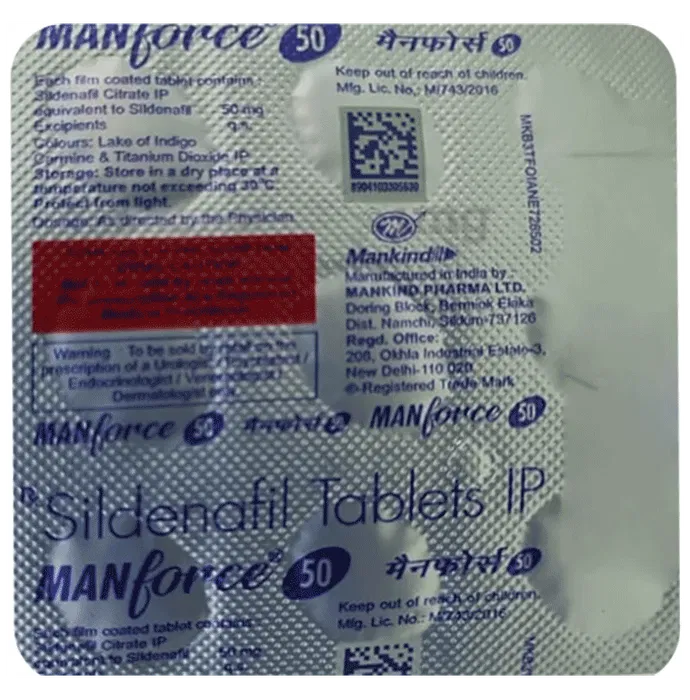 MANforce 50 मैनफोर्स 50
Each film coated tablet contains :
Sildenafil Citrate IP
equivalent to Sildenafil 50 mg
Excipients q.s.
Colours: Lake of Indigo
Carmine & Titanium Dioxide IP
Storage: Store in a dry place at a
temperature not exceeding 30°C.
Protect from light.
Dosage: As directed by the Physician.
Keep out of reach of children.
Mfg. Lic. No.: M/743/2016
MKB3TFOIANE728502
Mankind
Manufactured in India by
MANKIND PHARMA LTD.
Doring Block, Bermiok Elaka
Dist. Namchi, Sikkim-737126
Regd. Office:
208, Okhla Industrial Estate-3,
New Delhi-110 020
® Registered Trade Mark
Warning : To be sold by retail on the
prescription of a Urologist / Psychiatrist /
Endocrinologist / Venereologist /
Dermatologist
MANforce 50 मैनफोर्स 50 MANforce 50
Rx Sildenafil Tablets IP
MANforce® 50 मैनफोर्स 50
Each film coated tablet contains
Sildenafil Citrate IP
equivalent to Sildenafil 50 mg
q.s.
Keep out of reach of children.
Mfg. Lic. No.: M/743/2016